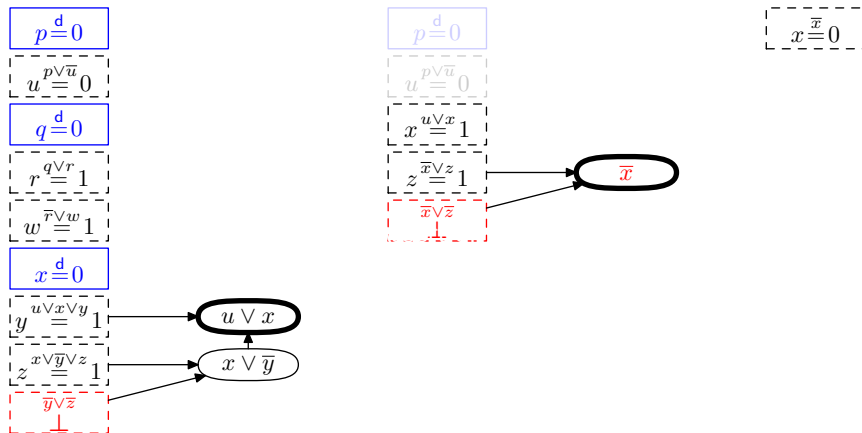 p =ᵈ 0
u =^{p∨u̅} 0
q =ᵈ 0
r =^{q∨r} 1
w =^{r̅∨w} 1
x =ᵈ 0
y =^{u∨x∨y} 1
u ∨ x
z =^{x∨y̅∨z} 1
x ∨ y̅
y̅∨z̅
⊥
p =ᵈ 0
u =^{p∨u̅} 0
x =^{u∨x} 1
z =^{x̅∨z} 1
x̅
x̅∨z̅
⊥
x =^{x̅} 0